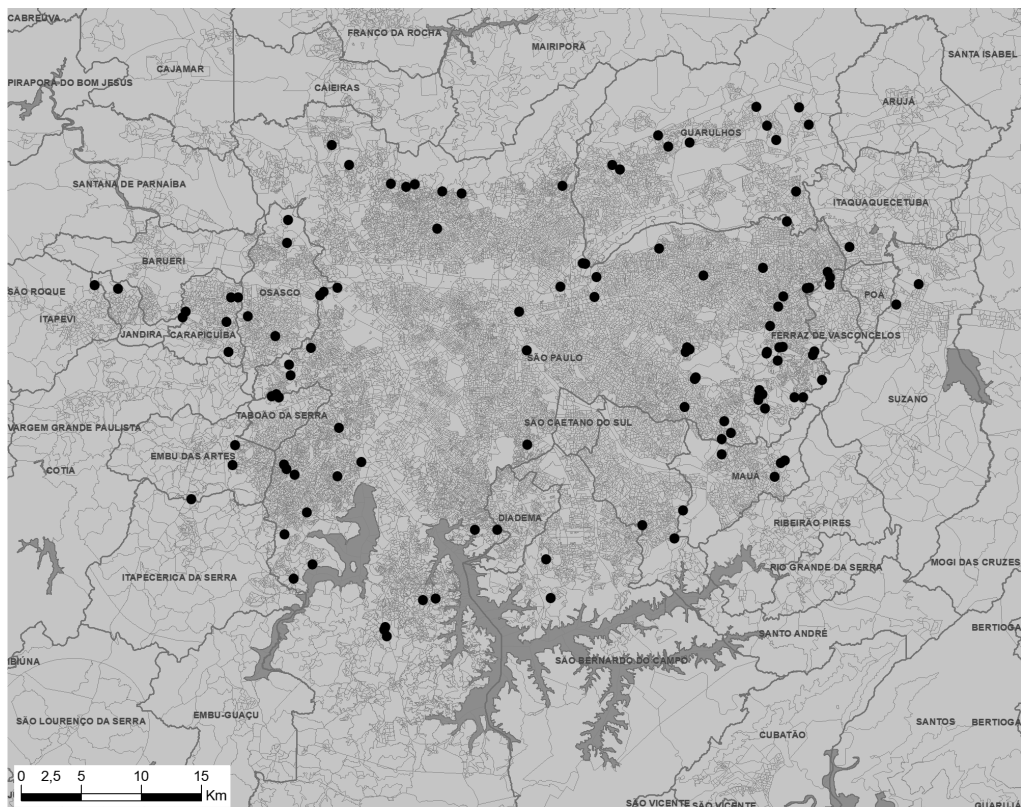 CABREÚVA
FRANCO DA ROCHA
MAIRIPORÃ
SANTA ISABEL
CAJAMAR
PIRAPORA DO BOM JESUS
CAIEIRAS
ARUJÁ
GUARULHOS
SANTANA DE PARNAÍBA
ITAQUAQUECETUBA
BARUERI
SÃO ROQUE
OSASCO
POÁ
ITAPEVI
JANDIRA
CARAPICUÍBA
FERRAZ DE VASCONCELOS
SÃO PAULO
SUZANO
TABOÃO DA SERRA
VARGEM GRANDE PAULISTA
SÃO CAETANO DO SUL
EMBU DAS ARTES
COTIA
MAUÁ
DIADEMA
RIBEIRÃO PIRES
ITAPECERICA DA SERRA
RIO GRANDE DA SERRA
MOGI DAS CRUZES
BERTIOGA
SANTO ANDRÉ
IBIÚNA
SÃO BERNARDO DO CAMPO
EMBU-GUAÇU
SÃO LOURENÇO DA SERRA
SANTOS
BERTIOGA
CUBATÃO
0 2,5 5 10 15
Km
SÃO VICENTE
SÃO VICENTE
GUARUJÁ